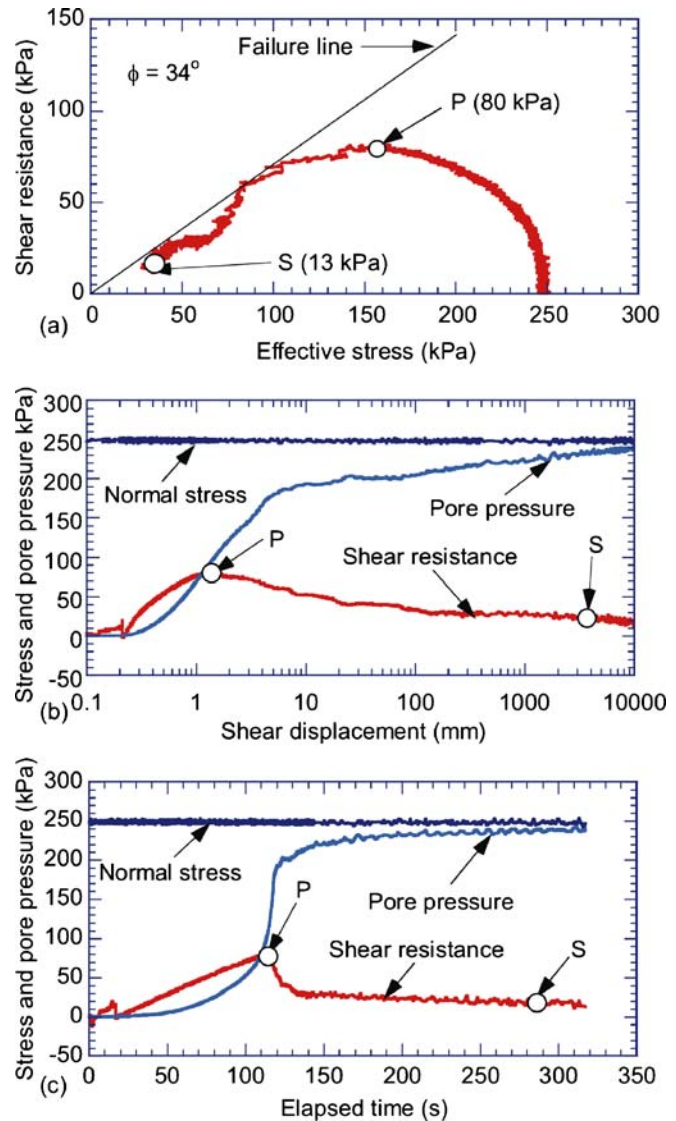 150
Failure line
ϕ = 34°
P (80 kPa)
100
Shear resistance (kPa)
50
S (13 kPa)
0
0 50 100 150 200 250 300
(a)
Effective stress (kPa)
300
250
200
Normal stress
Pore pressure
150
P
100
Shear resistance
S
50
0
-50
Stress and pore pressure kPa)
0.1 1 10 100 1000 10000
(b)
Shear displacement (mm)
300
250
200
Normal stress
P
Pore pressure
150
100
Shear resistance
S
50
0
-50
Stress and pore pressure (kPa)
0 50 100 150 200 250 300 350
(c)
Elapsed time (s)